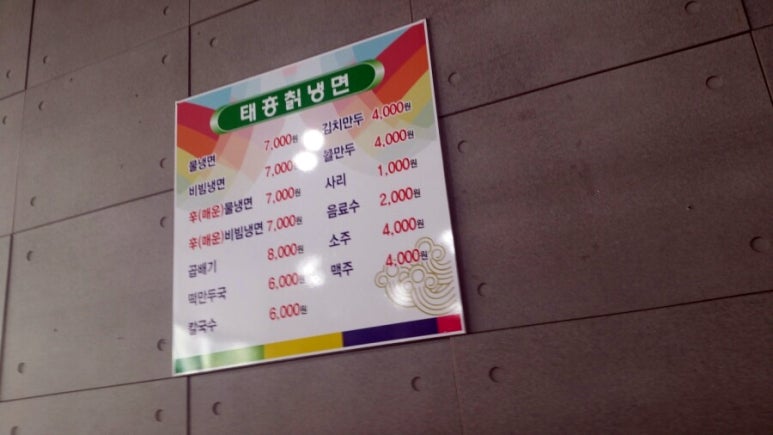 태흥칡냉면
물냉면 7,000원
비빔냉면 7,000원
辛(매운)물냉면 7,000원
辛(매운)비빔냉면 7,000원
곱배기 8,000원
떡만두국 6,000원
칼국수 6,000원
김치만두 4,000원
귤만두 4,000원
사리 1,000원
음료수 2,000원
소주 4,000원
맥주 4,000원